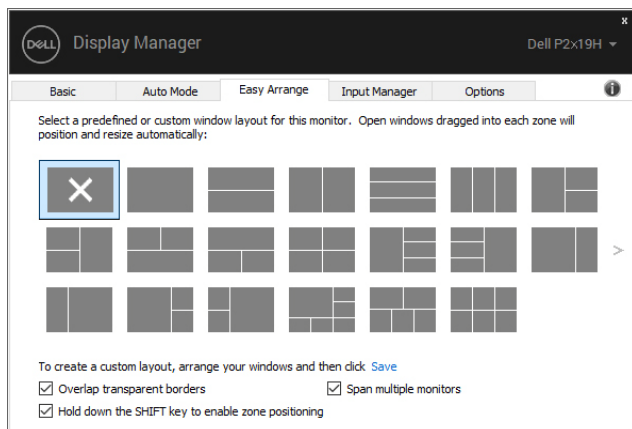 x
DELL Display Manager Dell P2x19H
Basic Auto Mode Easy Arrange Input Manager Options i
Select a predefined or custom window layout for this monitor. Open windows dragged into each zone will
position and resize automatically:
>
To create a custom layout, arrange your windows and then click Save
Overlap transparent borders Span multiple monitors
Hold down the SHIFT key to enable zone positioning